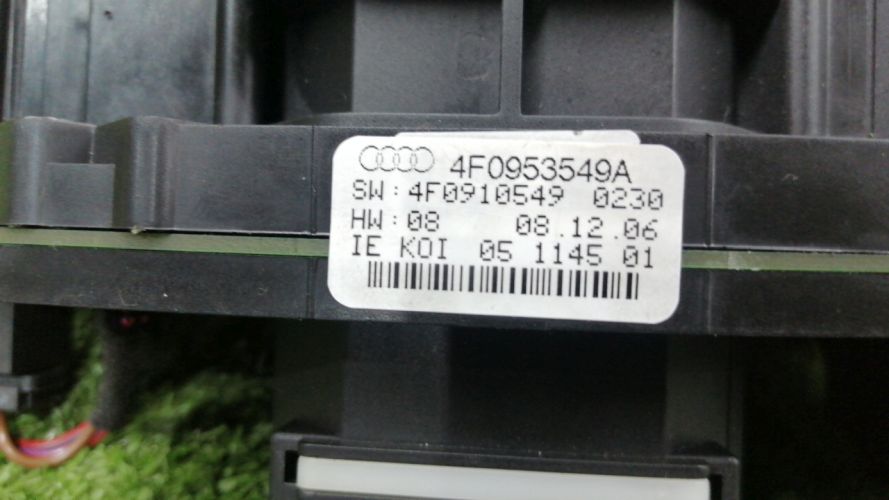 4F0953549A
SW: 4F0910549 0230
HW: 08 08.12.06
IE KOI 05 1145 01